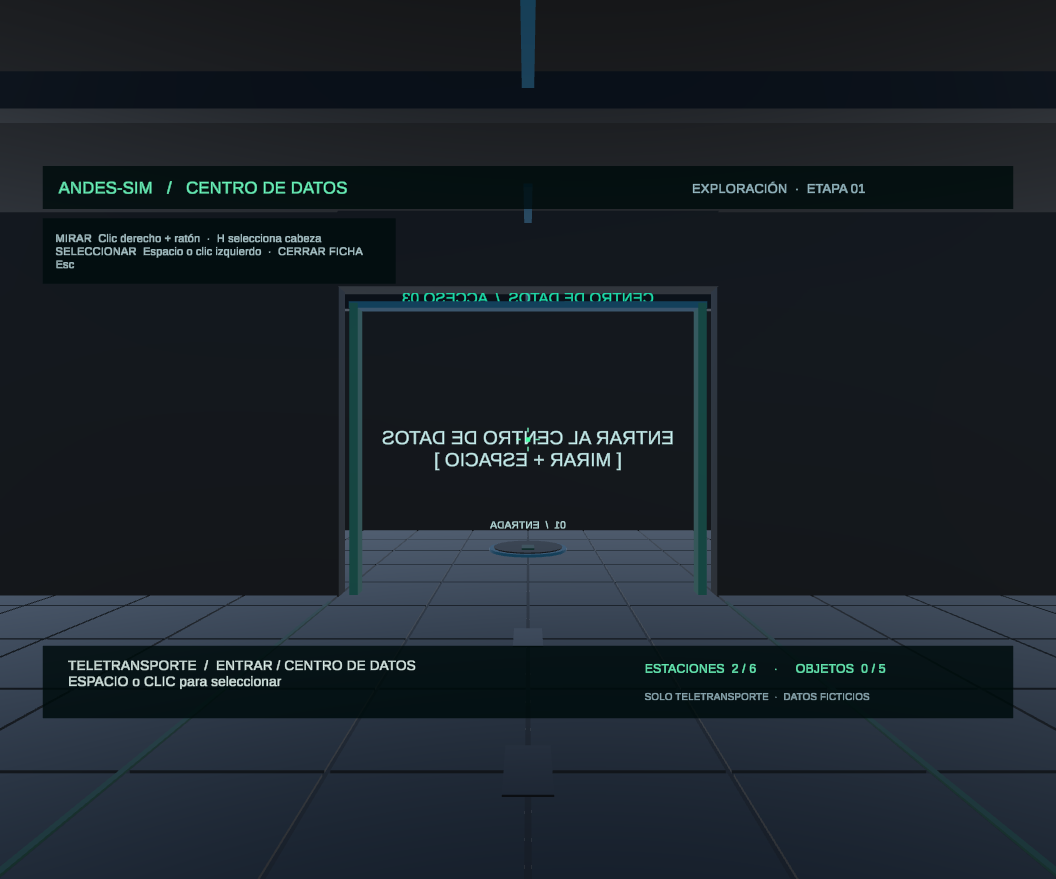 ANDES-SIM / CENTRO DE DATOS
EXPLORACIÓN · ETAPA 01
MIRAR Clic derecho + ratón · H selecciona cabeza
SELECCIONAR Espacio o clic izquierdo · CERRAR FICHA
Esc
CENTRO DE DATOS / ACCESO 03
ENTRAR AL CENTRO DE DATOS
[ MIRAR + ESPACIO ]
01 / ENTRADA
TELETRANSPORTE / ENTRAR / CENTRO DE DATOS
ESPACIO o CLIC para seleccionar
ESTACIONES 2 / 6 · OBJETOS 0 / 5
SOLO TELETRANSPORTE · DATOS FICTICIOS